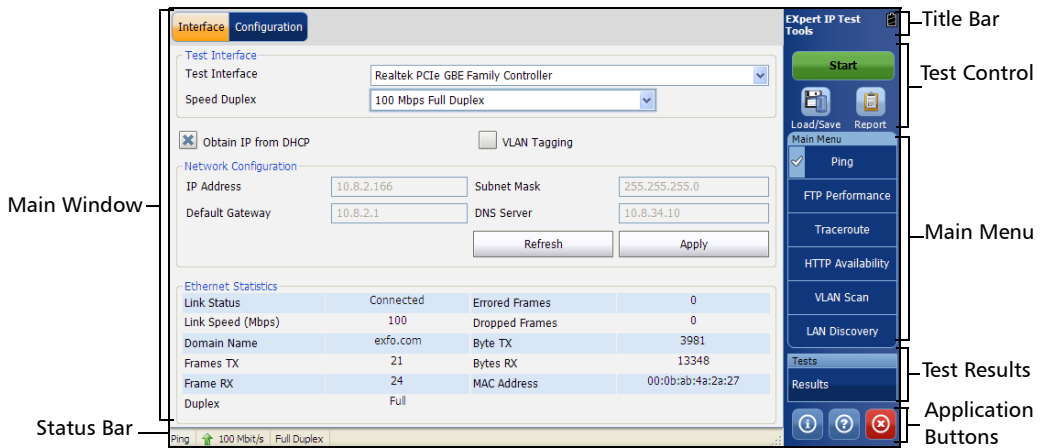 Interface Configuration
Test Interface
Test Interface Realtek PCIe GBE Family Controller
Speed Duplex 100 Mbps Full Duplex
Obtain IP from DHCP VLAN Tagging
Network Configuration
IP Address 10.8.2.166 Subnet Mask 255.255.255.0
Default Gateway 10.8.2.1 DNS Server 10.8.34.10
Refresh Apply
Ethernet Statistics
Link Status Connected Errored Frames 0
Link Speed (Mbps) 100 Dropped Frames 0
Domain Name exfo.com Byte TX 3981
Frames TX 21 Bytes RX 13348
Frame RX 24 MAC Address 00:0b:ab:4a:2a:27
Duplex Full
Ping 100 Mbit/s Full Duplex
EXpert IP Test
Tools
Start
Load/Save Report
Main Menu
Ping
FTP Performance
Traceroute
HTTP Availability
VLAN Scan
LAN Discovery
Tests
Results
Main Window
Status Bar
Title Bar
Test Control
Main Menu
Test Results
Application
Buttons